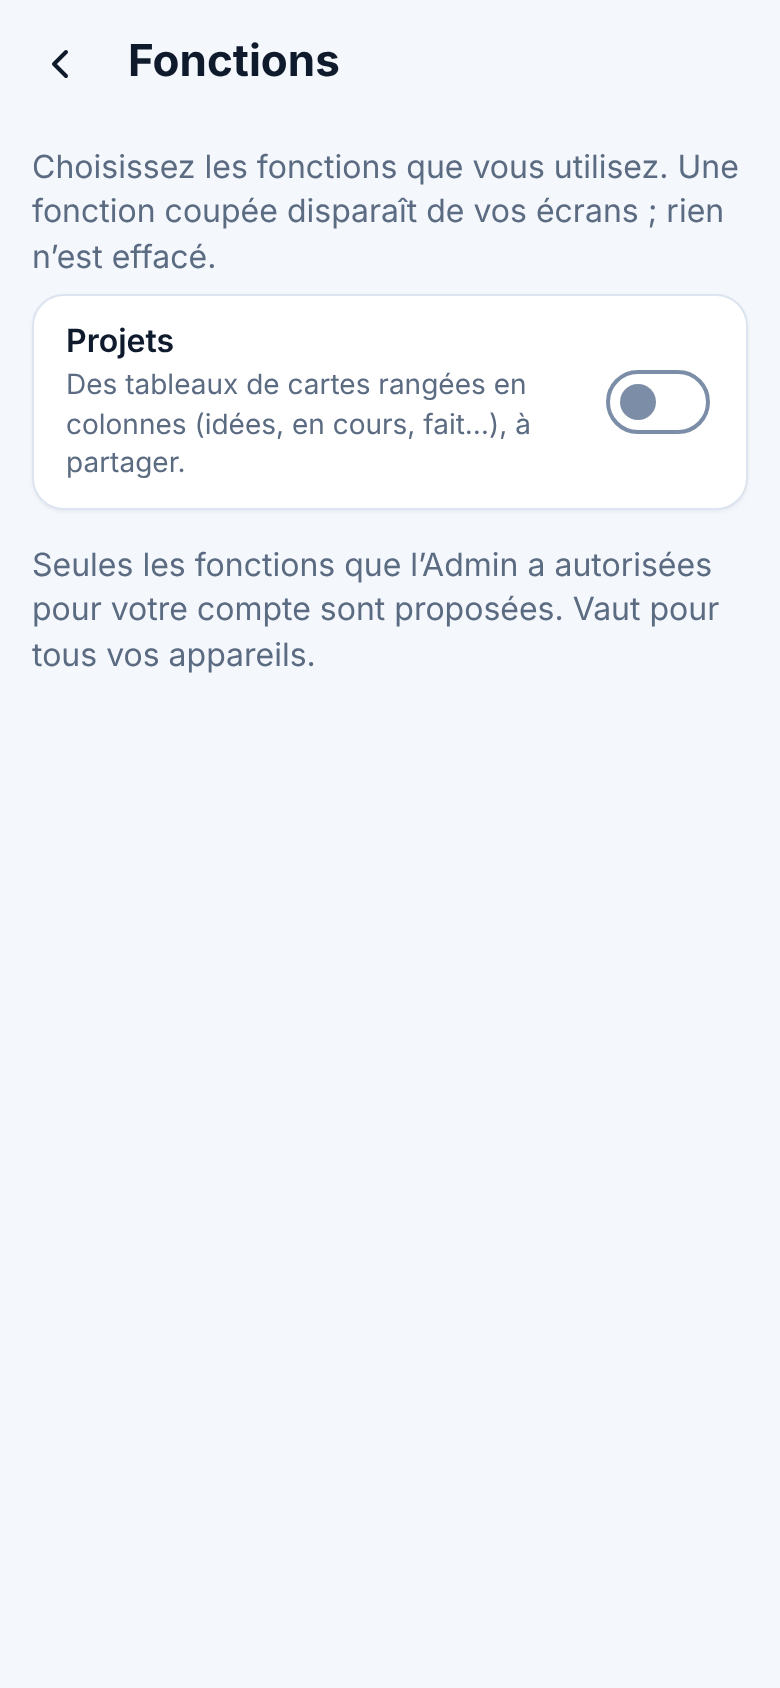 Fonctions
Choisissez les fonctions que vous utilisez. Une
fonction coupée disparaît de vos écrans ; rien
n’est effacé.
Projets
Des tableaux de cartes rangées en
colonnes (idées, en cours, fait…), à
partager.
Seules les fonctions que l’Admin a autorisées
pour votre compte sont proposées. Vaut pour
tous vos appareils.